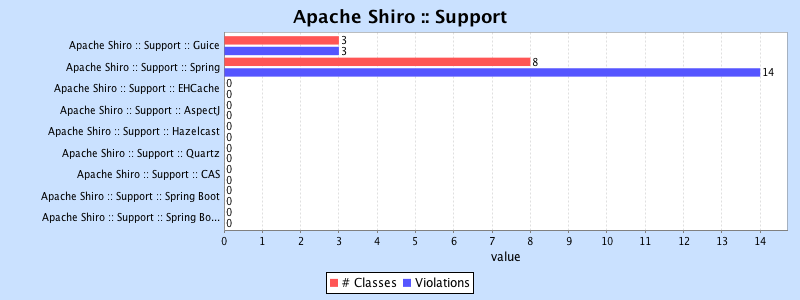 Apache Shiro :: Support
Apache Shiro :: Support :: Guice
3
3
Apache Shiro :: Support :: Spring
8
14
Apache Shiro :: Support :: EHCache
0
0
Apache Shiro :: Support :: AspectJ
0
0
Apache Shiro :: Support :: Hazelcast
0
0
Apache Shiro :: Support :: Quartz
0
0
Apache Shiro :: Support :: CAS
0
0
Apache Shiro :: Support :: Spring Boot
0
0
Apache Shiro :: Support :: Spring Bo...
0
0
0 1 2 3 4 5 6 7 8 9 10 11 12 13 14
value
# Classes Violations